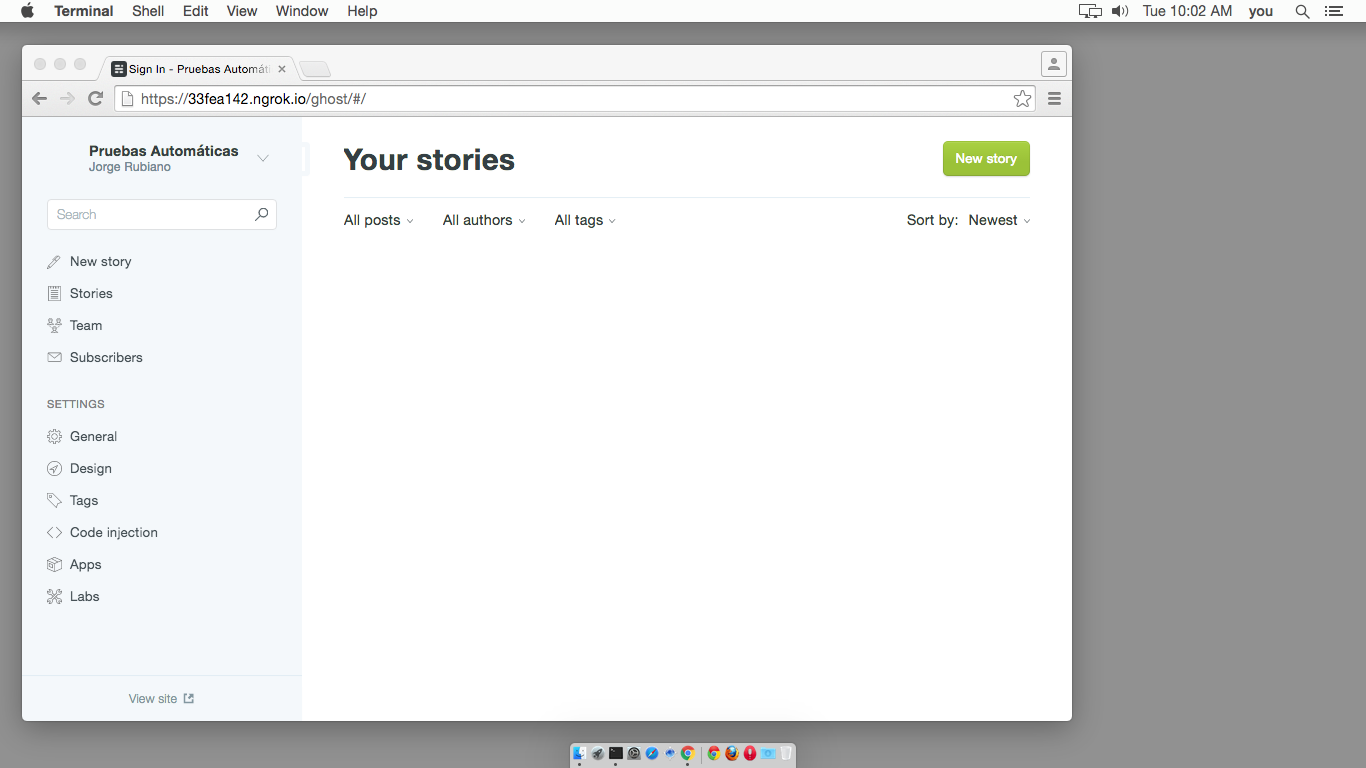 Terminal Shell Edit View Window Help Tue 10:02 AM you
Sign In - Pruebas Automáti
https://33fea142.ngrok.io/ghost/#/
Pruebas Automáticas
Jorge Rubiano
Search
New story
Stories
Team
Subscribers
SETTINGS
General
Design
Tags
Code injection
Apps
Labs
View site
Your stories
New story
All posts All authors All tags Sort by: Newest